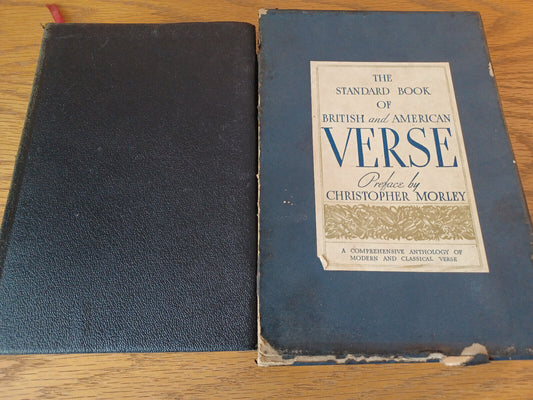 THE
STANDARD BOOK
OF
BRITISH and AMERICAN
VERSE
Preface by
CHRISTOPHER MORLEY
A COMPREHENSIVE ANTHOLOGY OF
MODERN AND CLASSICAL VERSE